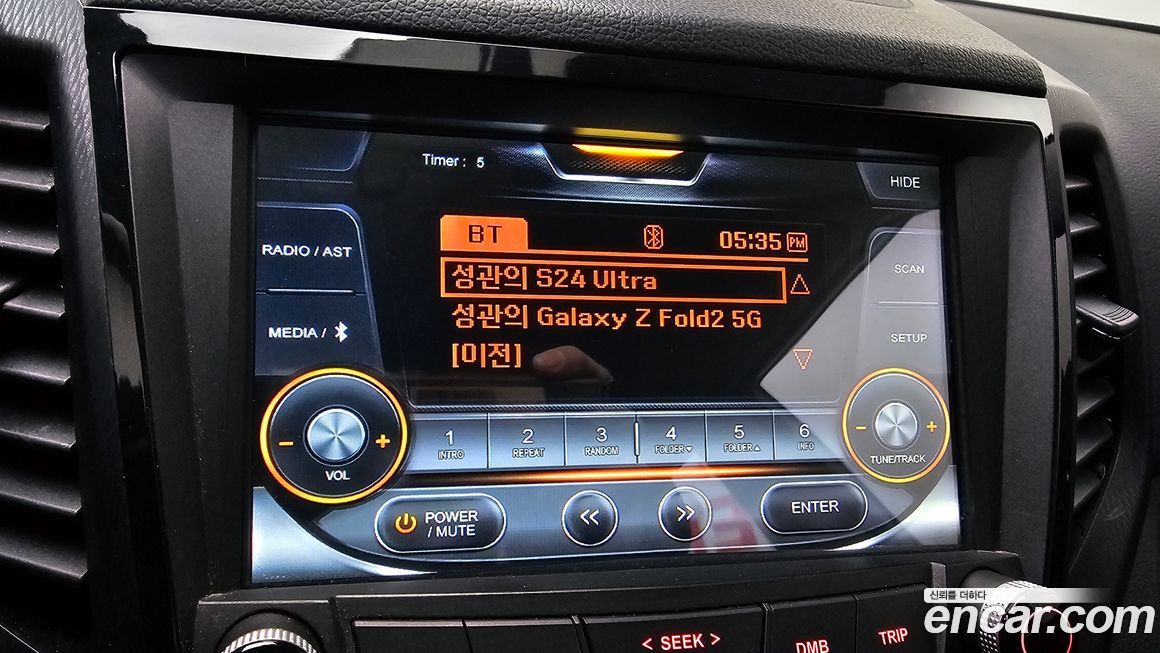 Timer : 5
HIDE
BT
05:35 PM
RADIO / AST
성관의 S24 Ultra
SCAN
성관의 Galaxy Z Fold2 5G
MEDIA /
SETUP
[이전]
1 INTRO
2 REPEAT
3 RANDOM
4 FOLDER▼
5 FOLDER▲
6 INFO
- VOL +
- TUNE/TRACK +
POWER
/ MUTE
<<
>>
ENTER
신뢰를 더하다
encar.com
< SEEK >
DMB
TRIP